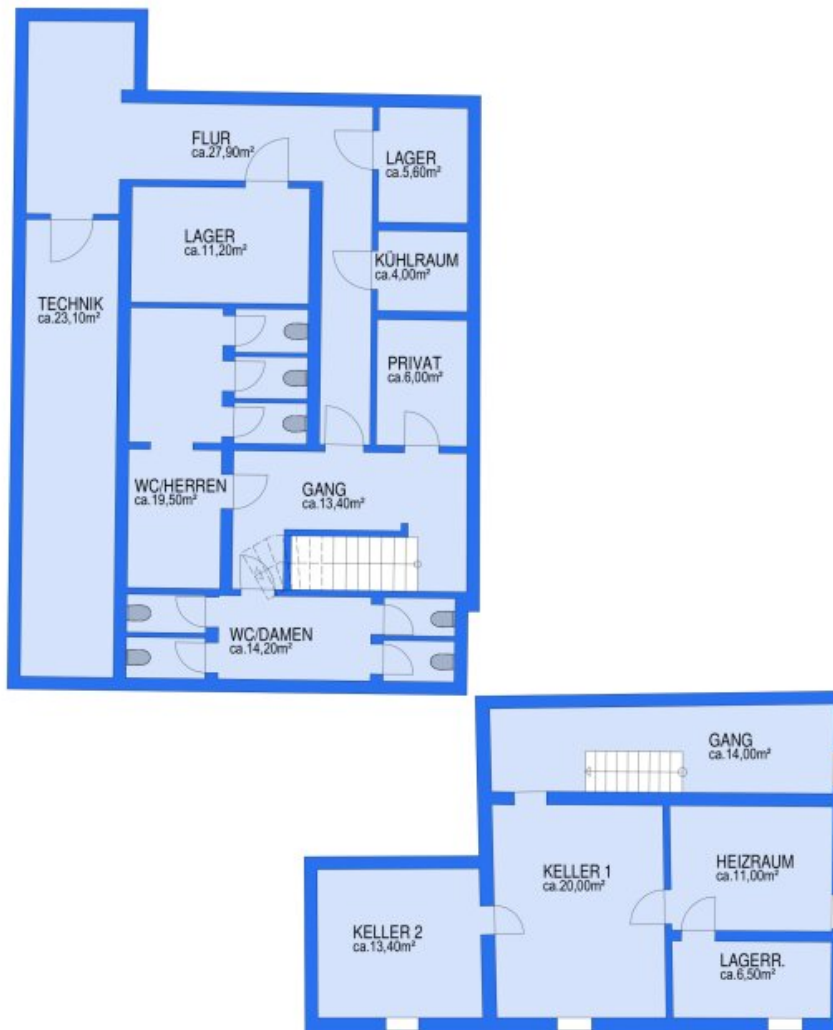 FLUR
ca.27,90m²
LAGER
ca.5,60m²
LAGER
ca.11,20m²
KÜHLRAUM
ca.4,00m²
TECHNIK
ca.23,10m²
PRIVAT
ca.6,00m²
WC/HERREN
ca.19,50m²
GANG
ca.13,40m²
WC/DAMEN
ca.14,20m²
GANG
ca.14,00m²
KELLER 1
ca.20,00m²
HEIZRAUM
ca.11,00m²
KELLER 2
ca.13,40m²
LAGERR.
ca.6,50m²